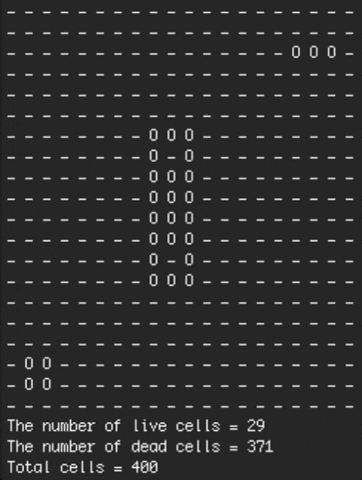 - - - - - - - - - - - - - - - - - - - -
- - - - - - - - - - - - - - - - - - - -
- - - - - - - - - - - - - - - - O O O -
- - - - - - - - - - - - - - - - - - - -
- - - - - - - - - - - - - - - - - - - -
- - - - - - - - - - - - - - - - - - - -
- - - - - - - - O O O - - - - - - - - -
- - - - - - - - O - O - - - - - - - - -
- - - - - - - - O O O - - - - - - - - -
- - - - - - - - O O O - - - - - - - - -
- - - - - - - - O O O - - - - - - - - -
- - - - - - - - O O O - - - - - - - - -
- - - - - - - - O - O - - - - - - - - -
- - - - - - - - O O O - - - - - - - - -
- - - - - - - - - - - - - - - - - - - -
- - - - - - - - - - - - - - - - - - - -
- - - - - - - - - - - - - - - - - - - -
- O O - - - - - - - - - - - - - - - - -
- O O - - - - - - - - - - - - - - - - -
- - - - - - - - - - - - - - - - - - - -
The number of live cells = 29
The number of dead cells = 371
Total cells = 400